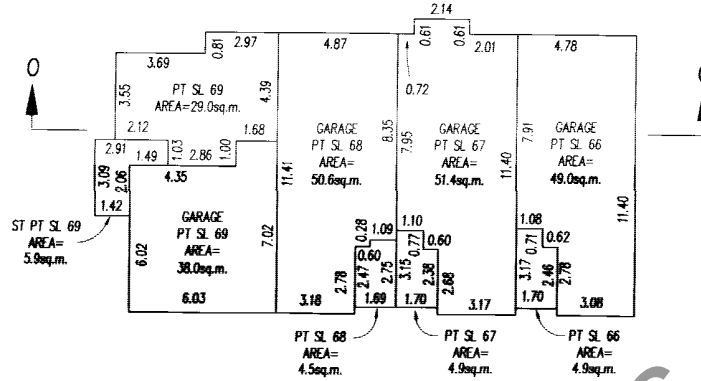 2.14
2.97
4.87
0.61
0.61
2.01
4.78
0.81
3.69
0.72
O
3.55
PT SL 69
AREA=29.0sq.m.
4.39
2.12
1.68
2.91
1.49
1.03
2.86
1.00
4.35
3.09
2.06
1.42
ST PT SL 69
AREA=
5.9sq.m.
GARAGE
PT SL 69
AREA=
38.0sq.m.
6.02
7.02
6.03
11.41
GARAGE
PT SL 68
AREA=
50.6sq.m.
8.35
7.95
GARAGE
PT SL 67
AREA=
51.4sq.m.
11.40
7.91
GARAGE
PT SL 66
AREA=
49.0sq.m.
11.40
0.28
1.09
0.60
2.78
2.47
2.75
3.18
1.69
1.10
0.77
0.60
3.15
2.38
2.68
1.70
3.17
1.08
0.71
0.62
3.17
2.46
2.78
1.70
3.08
PT SL 68
AREA=
4.5sq.m.
PT SL 67
AREA=
4.9sq.m.
PT SL 66
AREA=
4.9sq.m.